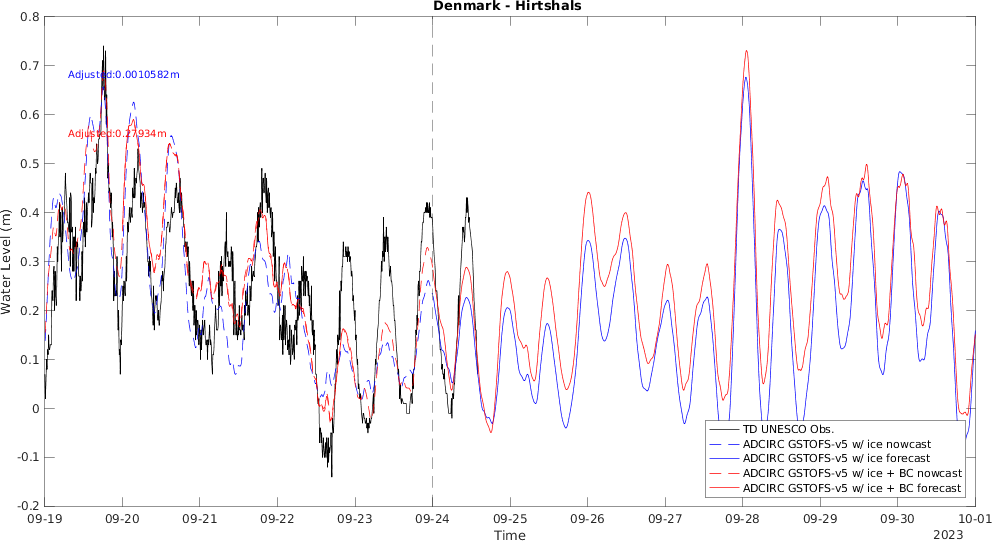 Denmark - Hirtshals
Water Level (m)
0.8
0.7
0.6
0.5
0.4
0.3
0.2
0.1
0
-0.1
-0.2
Adjusted:0.0010582m
Adjusted:0.27934m
TD UNESCO Obs.
ADCIRC GSTOFS-v5 w/ ice nowcast
ADCIRC GSTOFS-v5 w/ ice forecast
ADCIRC GSTOFS-v5 w/ ice + BC nowcast
ADCIRC GSTOFS-v5 w/ ice + BC forecast
09-19 09-20 09-21 09-22 09-23 09-24 09-25 09-26 09-27 09-28 09-29 09-30 10-01
Time
2023